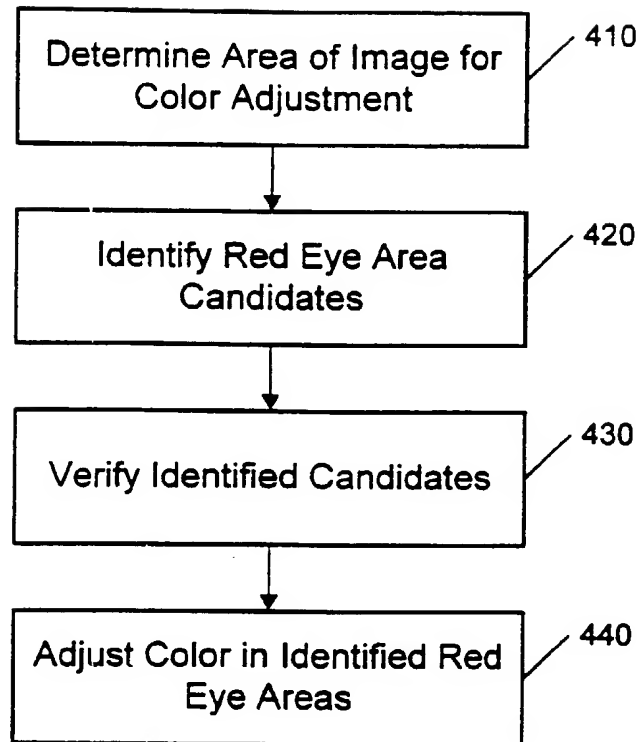 Determine Area of Image for
Color Adjustment
410
Identify Red Eye Area
Candidates
420
Verify Identified Candidates
430
Adjust Color in Identified Red
Eye Areas
440